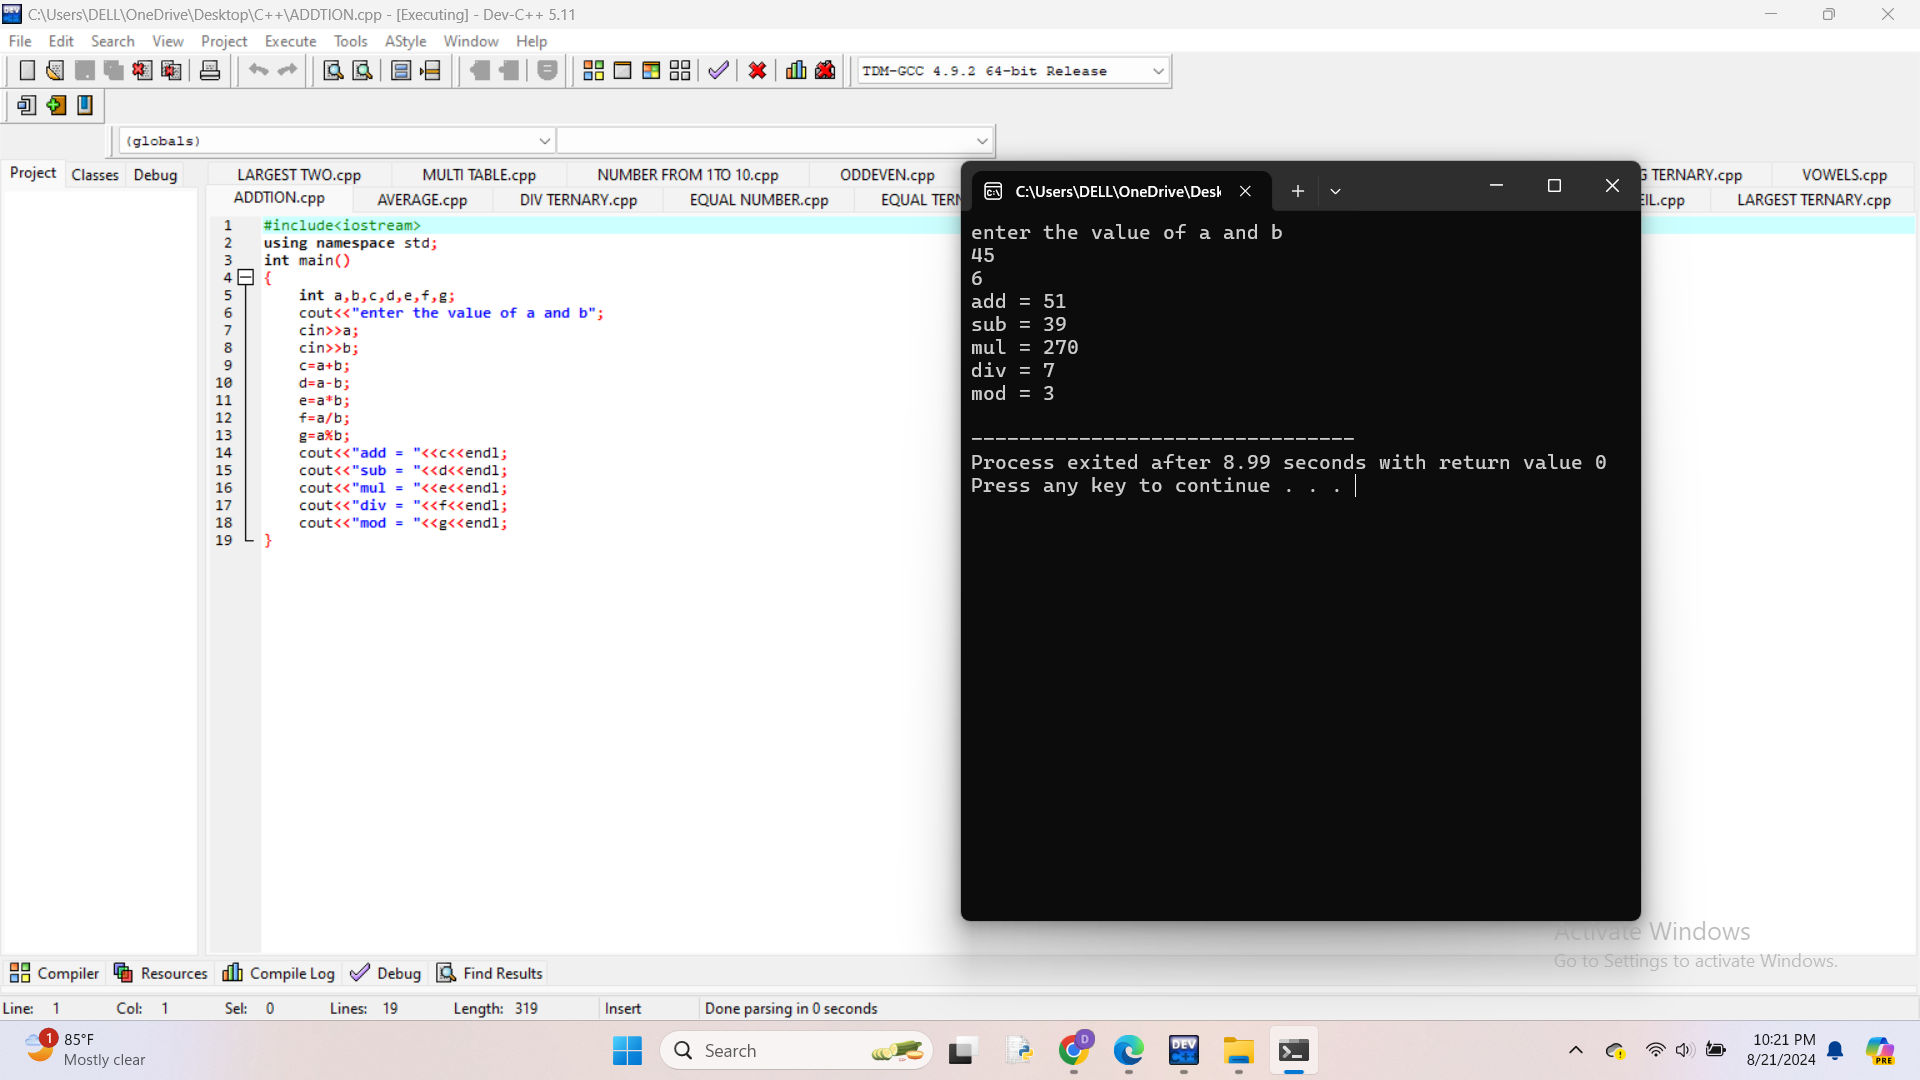 C:\Users\DELL\OneDrive\Desktop\C++\ADDTION.cpp - [Executing] - Dev-C++ 5.11
File Edit Search View Project Execute Tools AStyle Window Help
TDM-GCC 4.9.2 64-bit Release
(globals)
Project Classes Debug
LARGEST TWO.cpp MULTI TABLE.cpp NUMBER FROM 1TO 10.cpp ODDEVEN.cpp TERNARY.cpp VOWELS.cpp
ADDTION.cpp AVERAGE.cpp DIV TERNARY.cpp EQUAL NUMBER.cpp EQUAL TERN EIL.cpp LARGEST TERNARY.cpp
1 #include<iostream>
2 using namespace std;
3 int main()
4 {
5 int a,b,c,d,e,f,g;
6 cout<<"enter the value of a and b";
7 cin>>a;
8 cin>>b;
9 c=a+b;
10 d=a-b;
11 e=a*b;
12 f=a/b;
13 g=a%b;
14 cout<<"add = "<<c<<endl;
15 cout<<"sub = "<<d<<endl;
16 cout<<"mul = "<<e<<endl;
17 cout<<"div = "<<f<<endl;
18 cout<<"mod = "<<g<<endl;
19 }
C:\Users\DELL\OneDrive\Desk
enter the value of a and b
45
6
add = 51
sub = 39
mul = 270
div = 7
mod = 3
--------------------------------
Process exited after 8.99 seconds with return value 0
Press any key to continue . . .
Activate Windows
Go to Settings to activate Windows.
Compiler Resources Compile Log Debug Find Results
Line: 1 Col: 1 Sel: 0 Lines: 19 Length: 319 Insert Done parsing in 0 seconds
1
85°F
Mostly clear
Search
D
DEV
C++
10:21 PM
8/21/2024
PRE